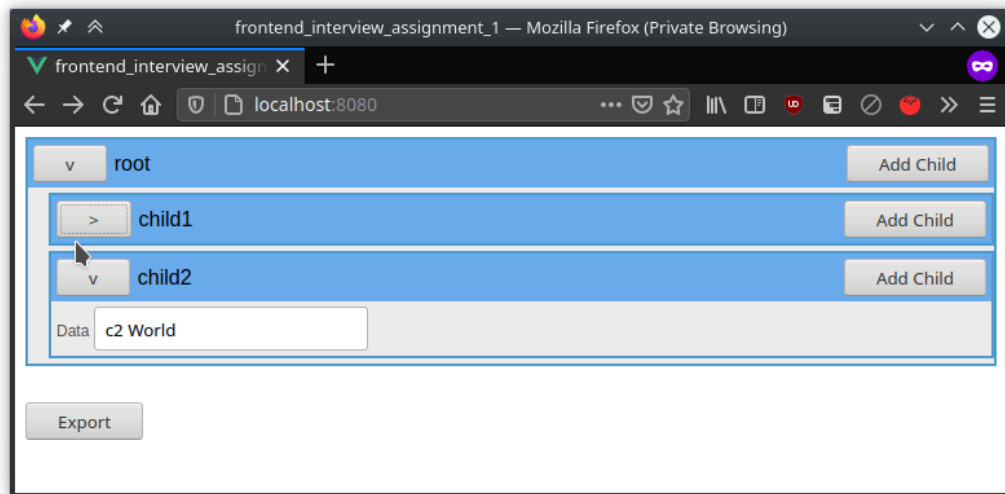 frontend_interview_assignment_1 — Mozilla Firefox (Private Browsing)
frontend_interview_assign
localhost:8080
v root Add Child
> child1 Add Child
v child2 Add Child
Data c2 World
Export